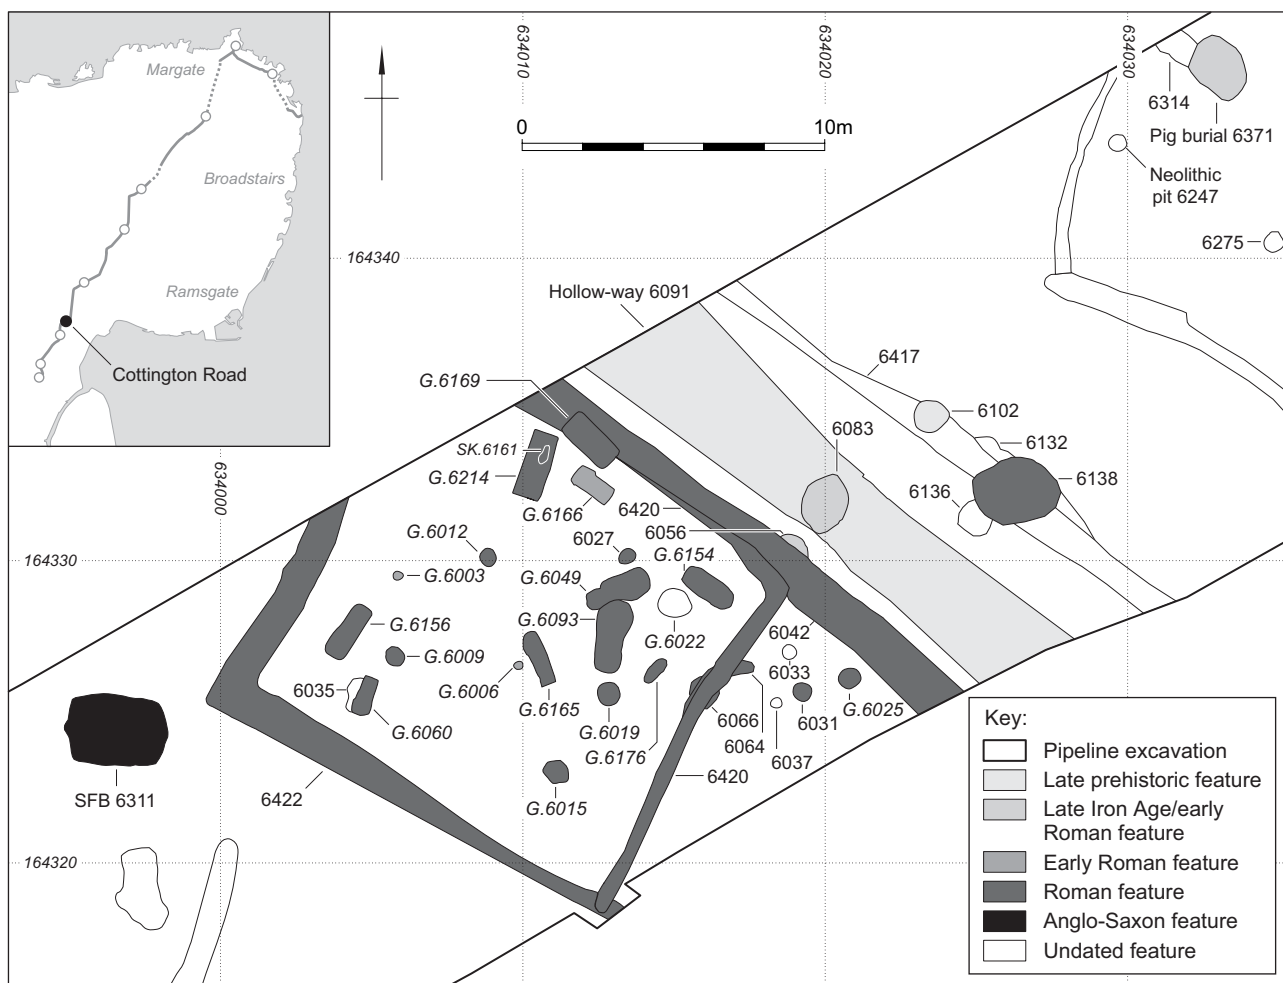 Margate
Broadstairs
Ramsgate
Cottington Road
634010
634020
634030
0
10m
6314
Pig burial 6371
Neolithic
pit 6247
6275
164340
Hollow-way 6091
6417
G.6169
6102
6083
6132
SK.6161
634000
G.6214
6138
6136
G.6166
6420
6056
G.6012
6027
G.6154
164330
G.6003
G.6049
G.6156
G.6093
G.6022
6042
G.6009
6033
6035
G.6006
G.6165
G.6019
6066
6031
G.6025
G.6060
G.6176
6064
6037
6420
SFB 6311
6422
G.6015
164320
Key:
Pipeline excavation
Late prehistoric feature
Late Iron Age/early
Roman feature
Early Roman feature
Roman feature
Anglo-Saxon feature
Undated feature